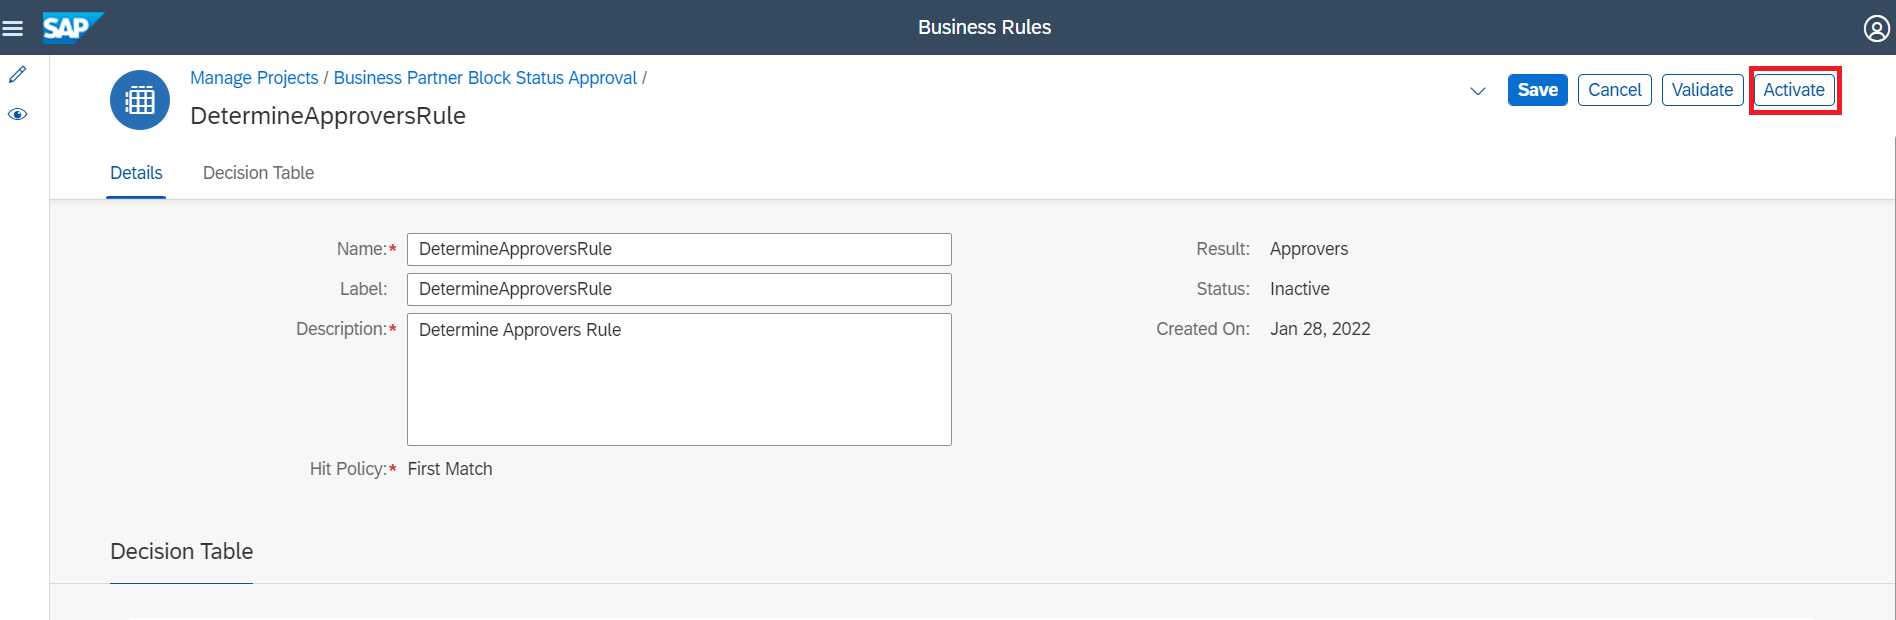 SAP
Business Rules
Manage Projects / Business Partner Block Status Approval /
DetermineApproversRule
Save Cancel Validate Activate
Details Decision Table
Name:* DetermineApproversRule
Label: DetermineApproversRule
Description:* Determine Approvers Rule
Hit Policy:* First Match
Result: Approvers
Status: Inactive
Created On: Jan 28, 2022
Decision Table